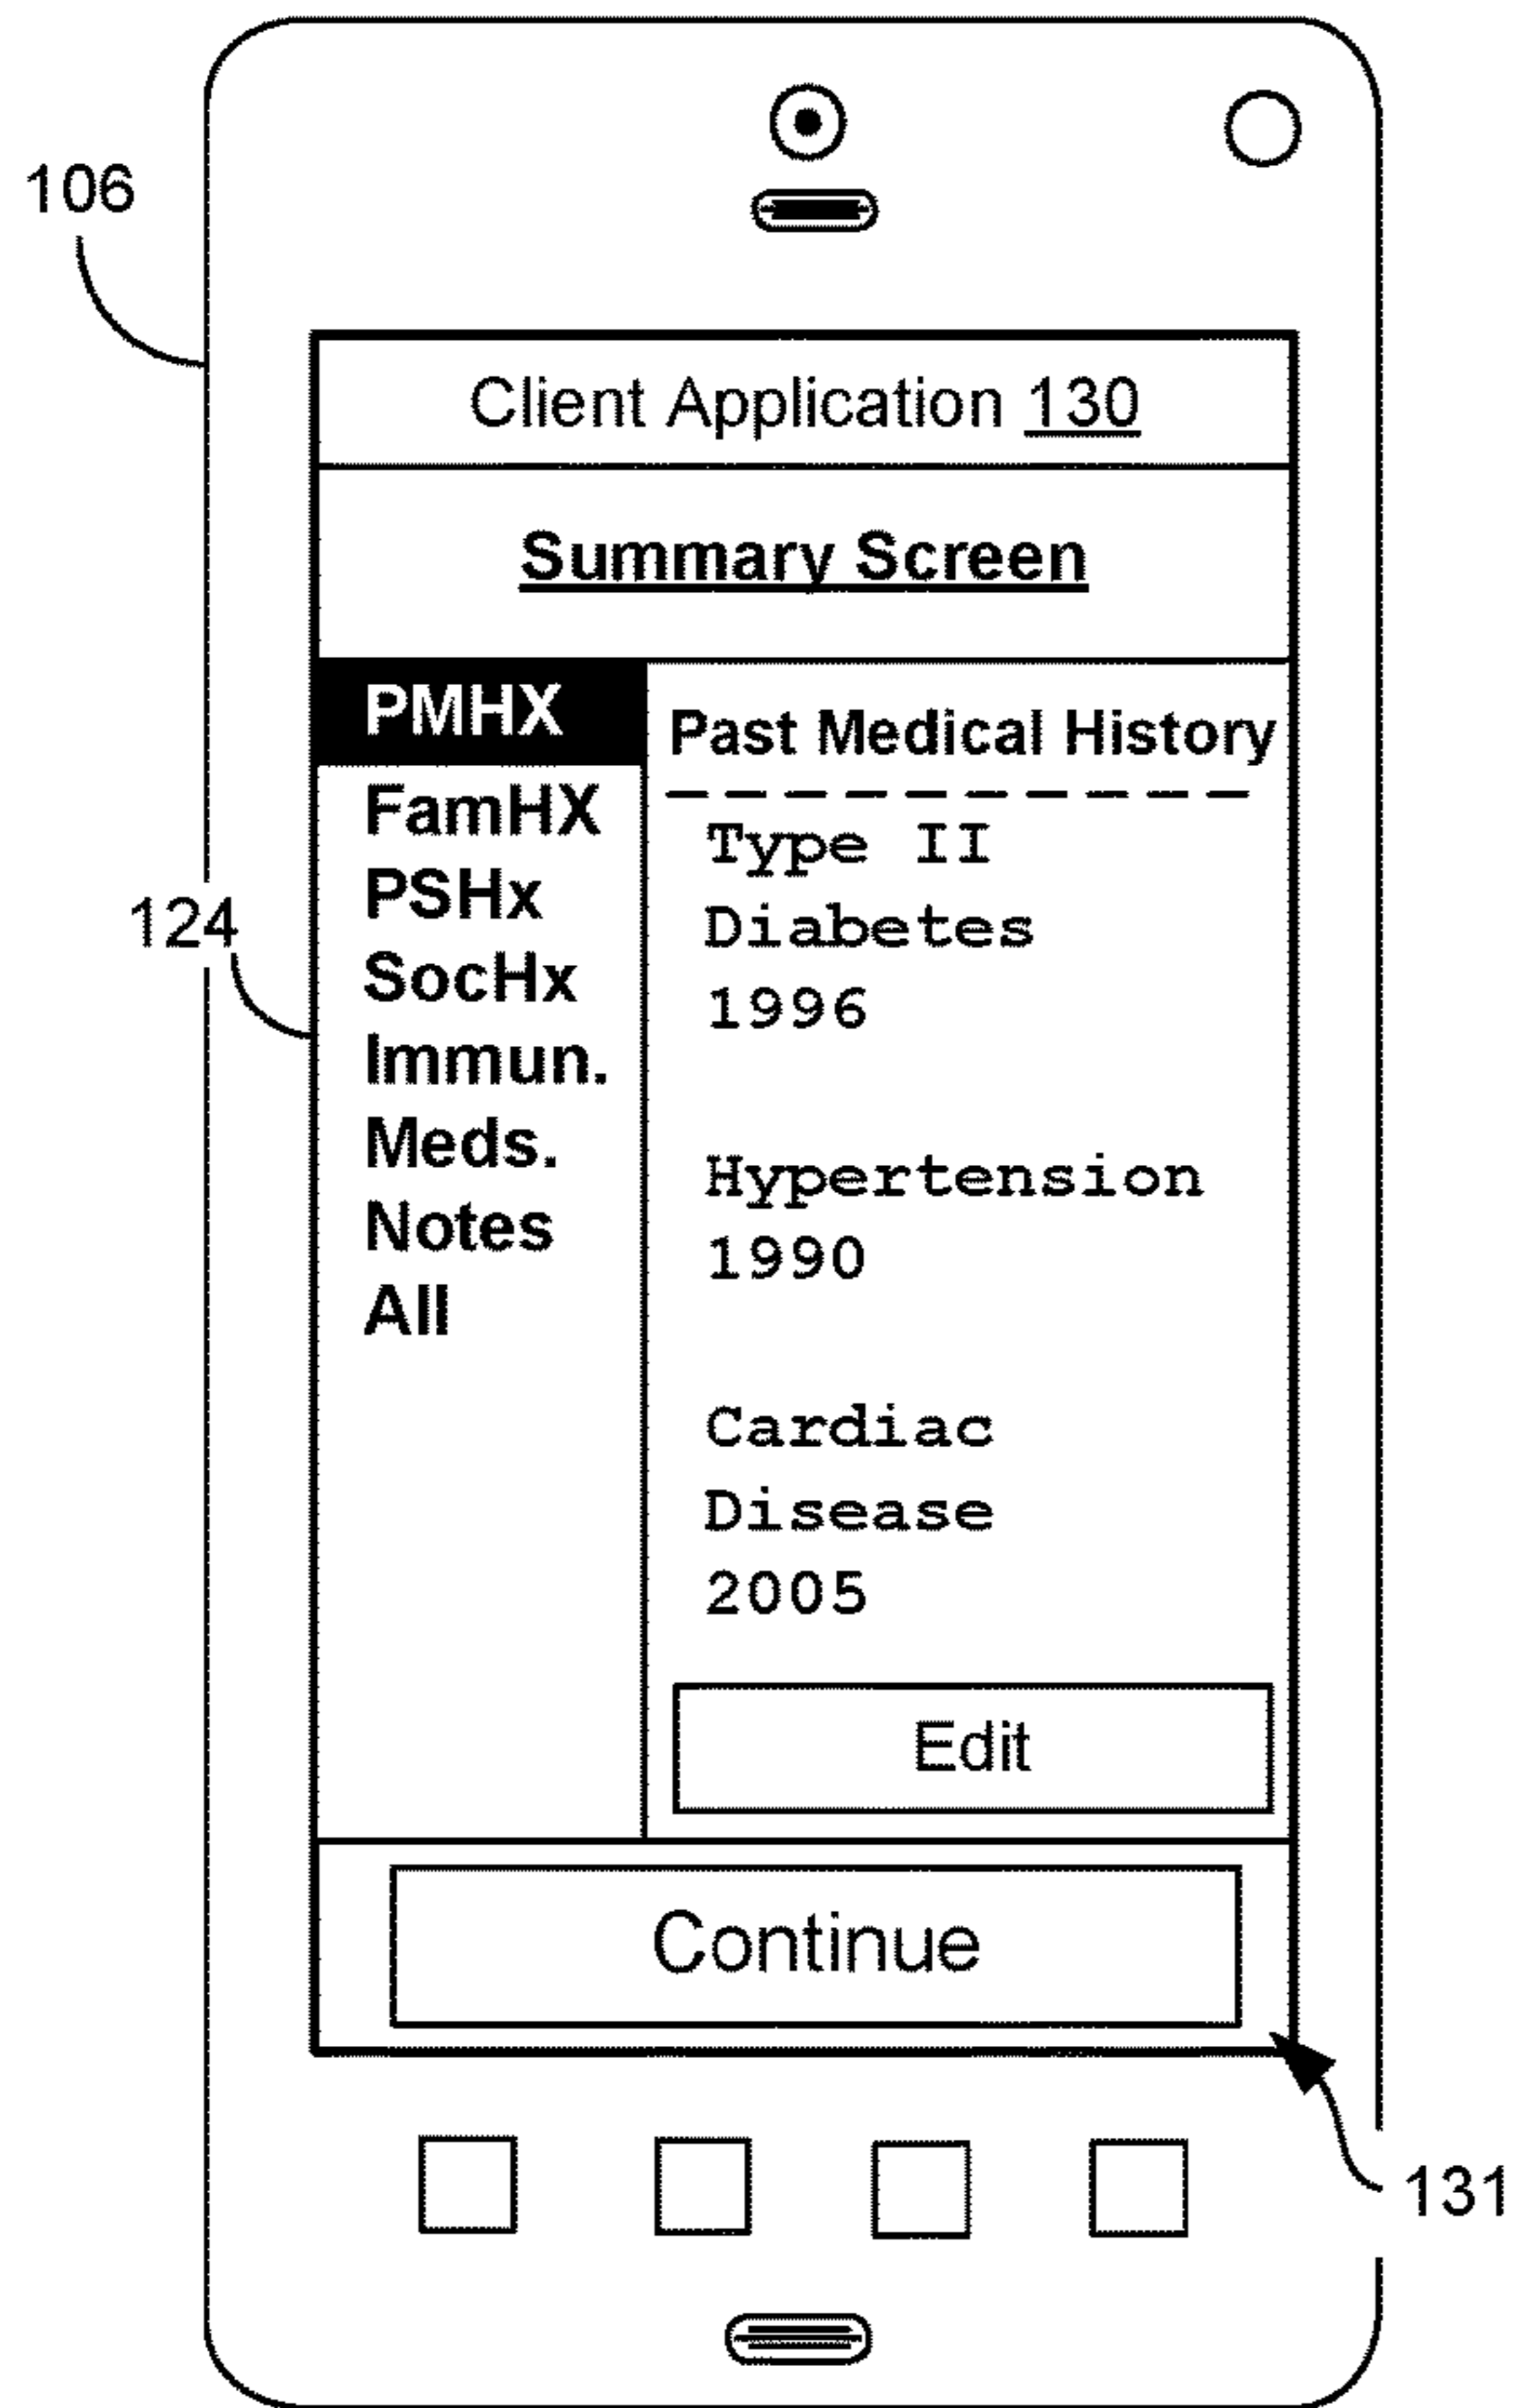 106
Client Application 130
Summary Screen
PMHX
FamHX
PSHx
SocHx
Immun.
Meds.
Notes
All
124
Past Medical History
Type II
Diabetes
1996
Hypertension
1990
Cardiac
Disease
2005
Edit
Continue
131